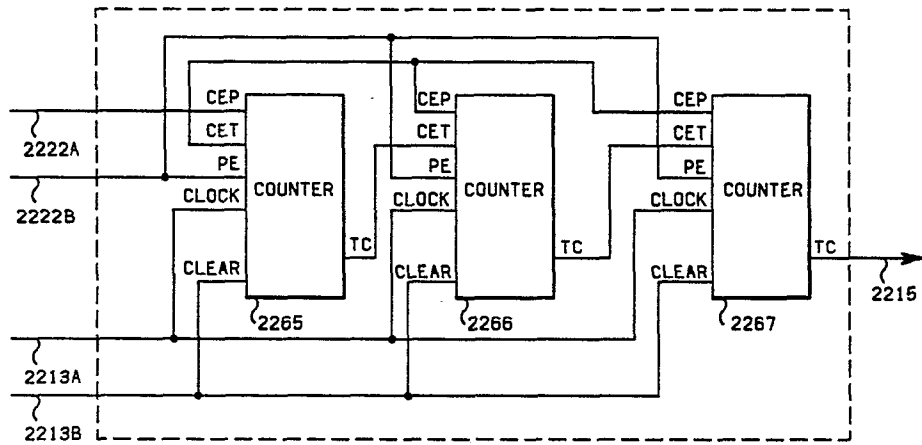 CEP
CET
PE
CLOCK
CLEAR
COUNTER
TC
2265
CEP
CET
PE
CLOCK
CLEAR
COUNTER
TC
2266
CEP
CET
PE
CLOCK
CLEAR
COUNTER
TC
2267
2222A
2222B
2213A
2213B
2215